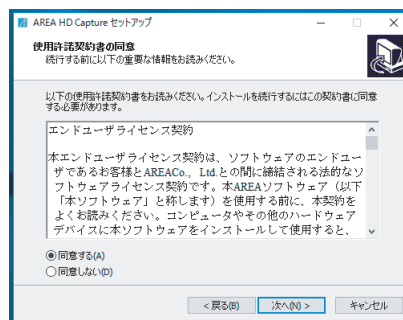 AREA HD Capture セットアップ
使用許諾契約書の同意
続行する前に以下の重要な情報をお読みください。
以下の使用許諾契約書をお読みください。インストールを続行するにはこの契約書に同意
する必要があります。
エンドユーザライセンス契約
本エンドユーザライセンス契約は、ソフトウェアのエンドユー
ザであるお客様とAREACo., Ltd.との間に締結される法的なソ
フトウェアライセンス契約です。本AREAソフトウェア（以下
「本ソフトウェア」と称します）を使用する前に、本契約を
よくお読みください。コンピュータやその他のハードウェア
デバイスに本ソフトウェアをインストールして使用すると、
同意する(A)
同意しない(D)
< 戻る(B)
次へ(N) >
キャンセル